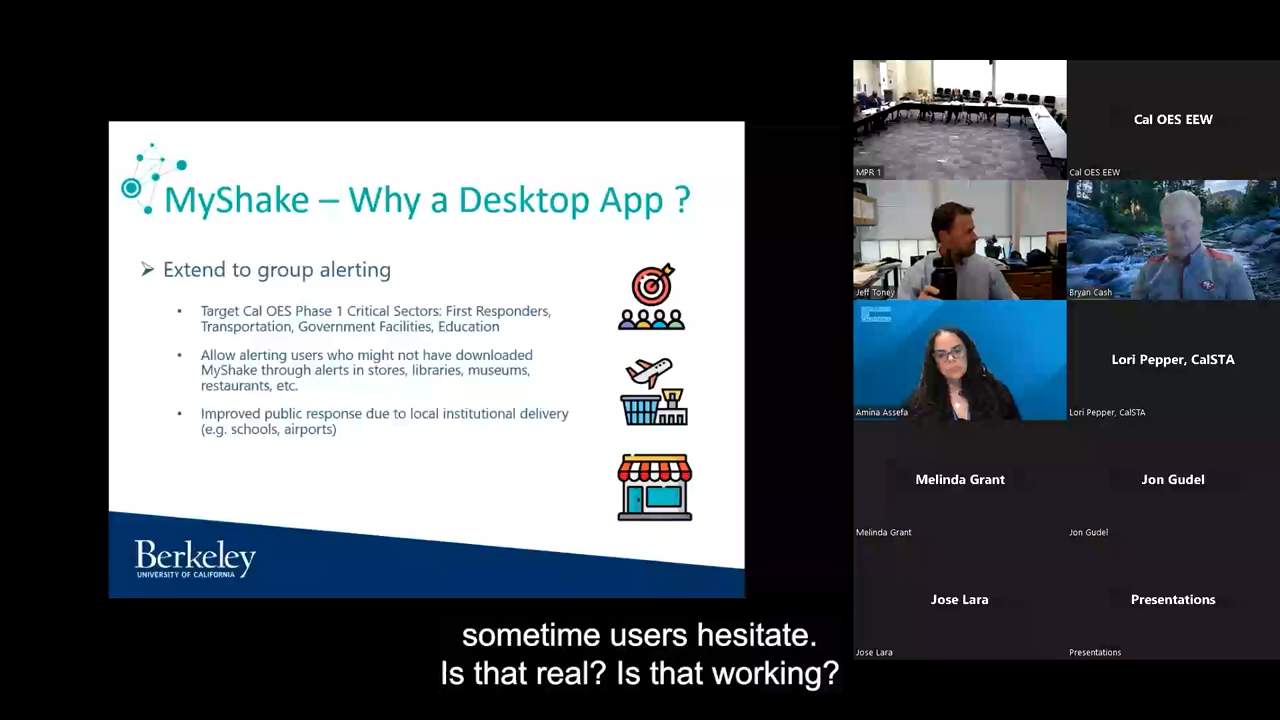 MyShake – Why a Desktop App ?
Extend to group alerting
Target Cal OES Phase 1 Critical Sectors: First Responders,
Transportation, Government Facilities, Education
Allow alerting users who might not have downloaded
MyShake through alerts in stores, libraries, museums,
restaurants, etc.
Improved public response due to local institutional delivery
(e.g. schools, airports)
Berkeley
UNIVERSITY OF CALIFORNIA
MPR 1
Cal OES EEW
Cal OES EEW
Jeff Toney
Bryan Cash
Amina Assefa
Lori Pepper, CalSTA
Lori Pepper, CalSTA
Melinda Grant
Melinda Grant
Jon Gudel
Jon Gudel
Jose Lara
Jose Lara
Presentations
Presentations
sometime users hesitate.
Is that real? Is that working?